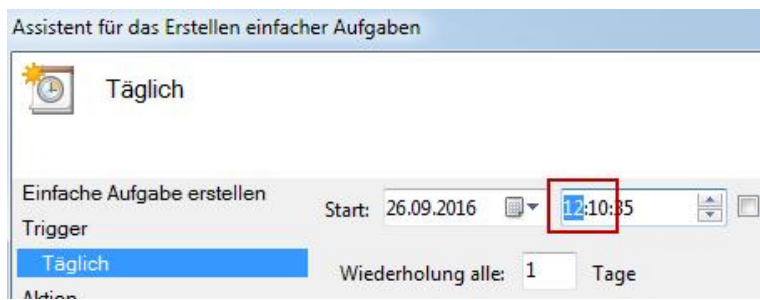 Assistent für das Erstellen einfacher Aufgaben
Täglich
Einfache Aufgabe erstellen
Start: 26.09.2016 12:10:35
Trigger
Täglich
Wiederholung alle: 1 Tage
Aktion